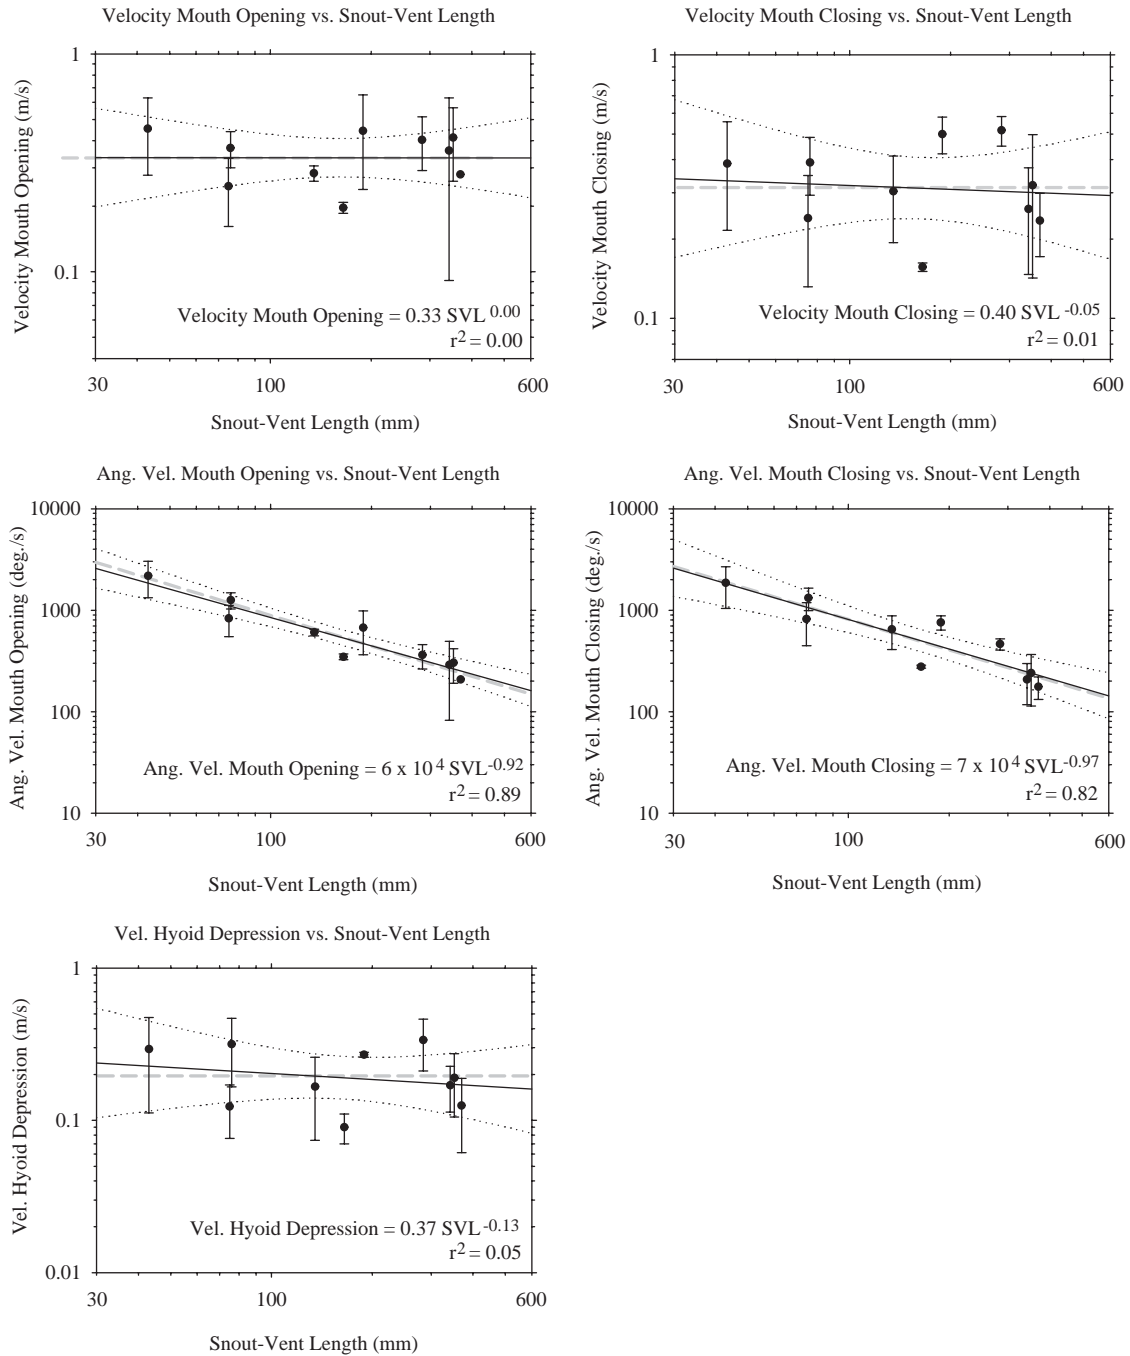 Velocity Mouth Opening vs. Snout-Vent Length
1
0.1
Velocity Mouth Opening (m/s)
Velocity Mouth Opening = 0.33 SVL 0.00
r2 = 0.00
30
100
600
Snout-Vent Length (mm)
Velocity Mouth Closing vs. Snout-Vent Length
1
0.1
Velocity Mouth Closing (m/s)
Velocity Mouth Closing = 0.40 SVL -0.05
r2 = 0.01
30
100
600
Snout-Vent Length (mm)
Ang. Vel. Mouth Opening vs. Snout-Vent Length
10000
1000
100
10
Ang. Vel. Mouth Opening (deg./s)
Ang. Vel. Mouth Opening = 6 x 10 4 SVL-0.92
r2 = 0.89
30
100
600
Snout-Vent Length (mm)
Ang. Vel. Mouth Closing vs. Snout-Vent Length
10000
1000
100
10
Ang. Vel. Mouth Closing (deg./s)
Ang. Vel. Mouth Closing = 7 x 10 4 SVL-0.97
r2 = 0.82
30
100
600
Snout-Vent Length (mm)
Vel. Hyoid Depression vs. Snout-Vent Length
1
0.1
0.01
Vel. Hyoid Depression (m/s)
Vel. Hyoid Depression = 0.37 SVL -0.13
r2 = 0.05
30
100
600
Snout-Vent Length (mm)